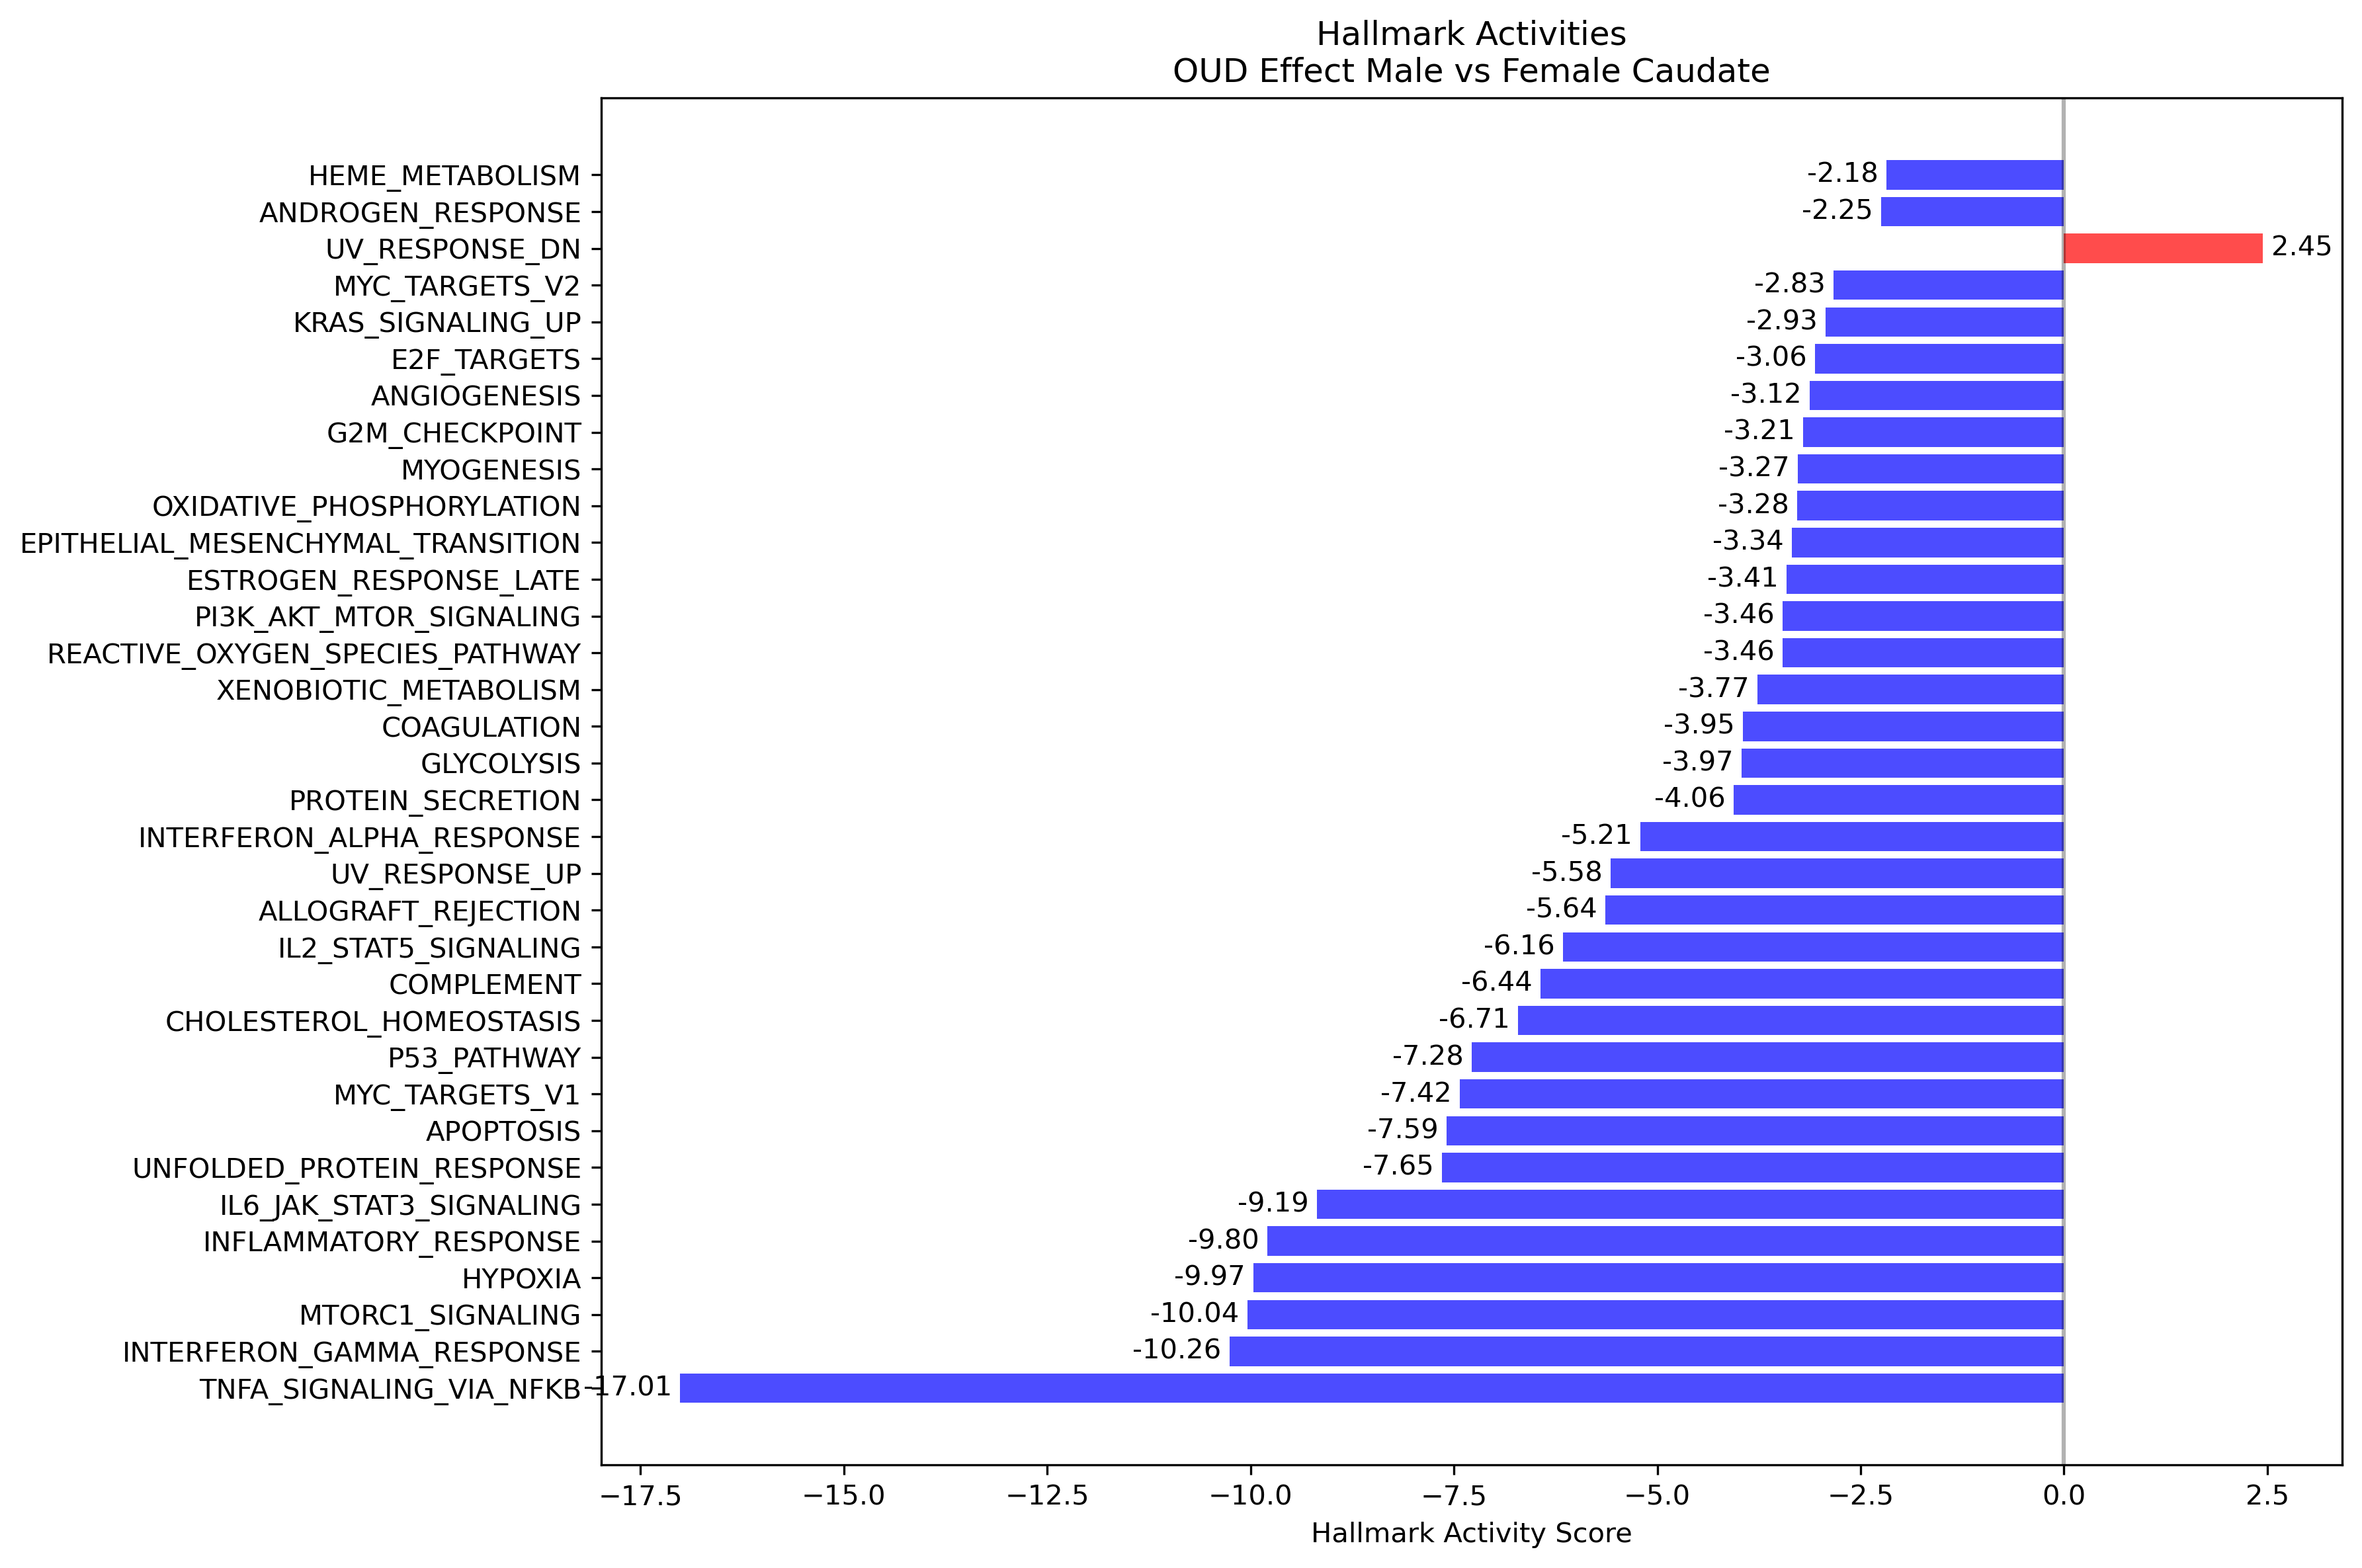 Hallmark Activities
OUD Effect Male vs Female Caudate
HEME_METABOLISM -2.18
ANDROGEN_RESPONSE -2.25
UV_RESPONSE_DN 2.45
MYC_TARGETS_V2 -2.83
KRAS_SIGNALING_UP -2.93
E2F_TARGETS -3.06
ANGIOGENESIS -3.12
G2M_CHECKPOINT -3.21
MYOGENESIS -3.27
OXIDATIVE_PHOSPHORYLATION -3.28
EPITHELIAL_MESENCHYMAL_TRANSITION -3.34
ESTROGEN_RESPONSE_LATE -3.41
PI3K_AKT_MTOR_SIGNALING -3.46
REACTIVE_OXYGEN_SPECIES_PATHWAY -3.46
XENOBIOTIC_METABOLISM -3.77
COAGULATION -3.95
GLYCOLYSIS -3.97
PROTEIN_SECRETION -4.06
INTERFERON_ALPHA_RESPONSE -5.21
UV_RESPONSE_UP -5.58
ALLOGRAFT_REJECTION -5.64
IL2_STAT5_SIGNALING -6.16
COMPLEMENT -6.44
CHOLESTEROL_HOMEOSTASIS -6.71
P53_PATHWAY -7.28
MYC_TARGETS_V1 -7.42
APOPTOSIS -7.59
UNFOLDED_PROTEIN_RESPONSE -7.65
IL6_JAK_STAT3_SIGNALING -9.19
INFLAMMATORY_RESPONSE -9.80
HYPOXIA -9.97
MTORC1_SIGNALING -10.04
INTERFERON_GAMMA_RESPONSE -10.26
TNFA_SIGNALING_VIA_NFKB -17.01
−17.5 −15.0 −12.5 −10.0 −7.5 −5.0 −2.5 0.0 2.5
Hallmark Activity Score